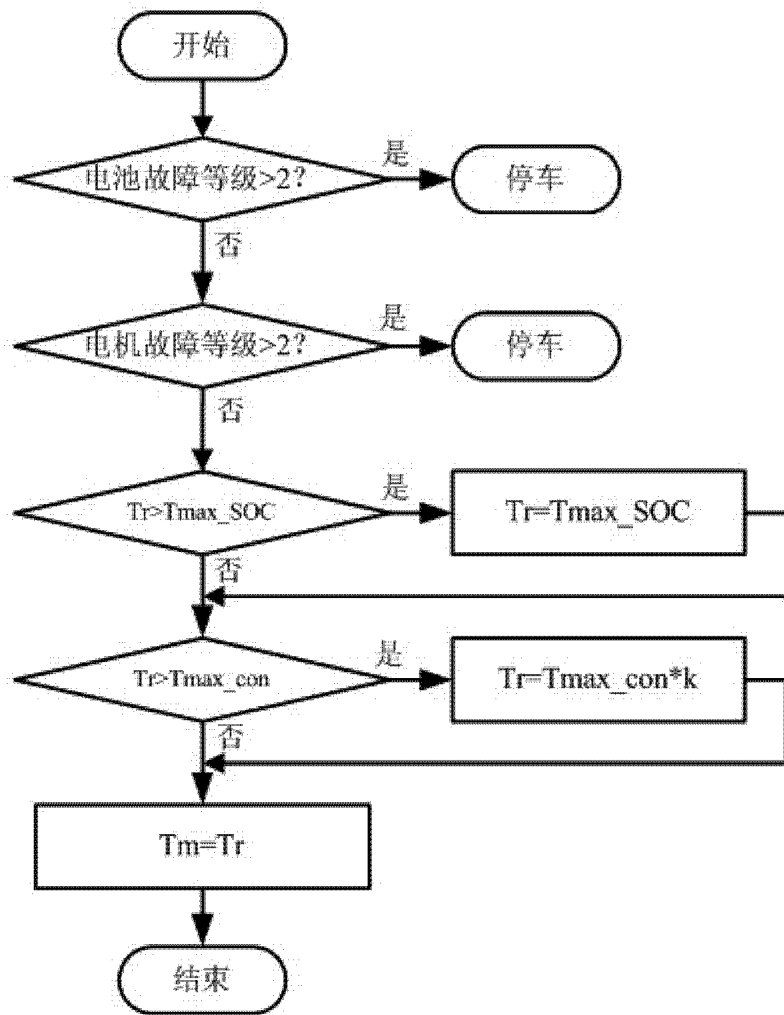 开始
电池故障等级>2?
是
停车
否
电机故障等级>2?
是
停车
否
Tr>Tmax_SOC
是
Tr=Tmax_SOC
否
Tr>Tmax_con
是
Tr=Tmax_con*k
否
Tm=Tr
结束